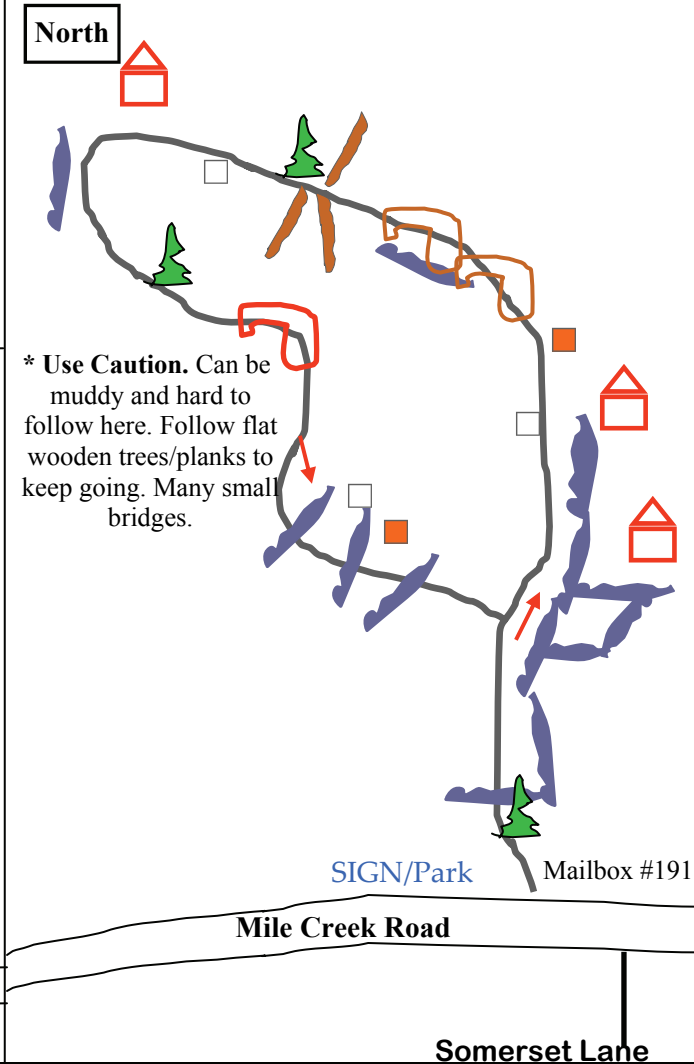 North
* Use Caution. Can be
muddy and hard to
follow here. Follow flat
wooden trees/planks to
keep going. Many small
bridges.
SIGN/Park
Mailbox #191
Mile Creek Road
Somerset Lane